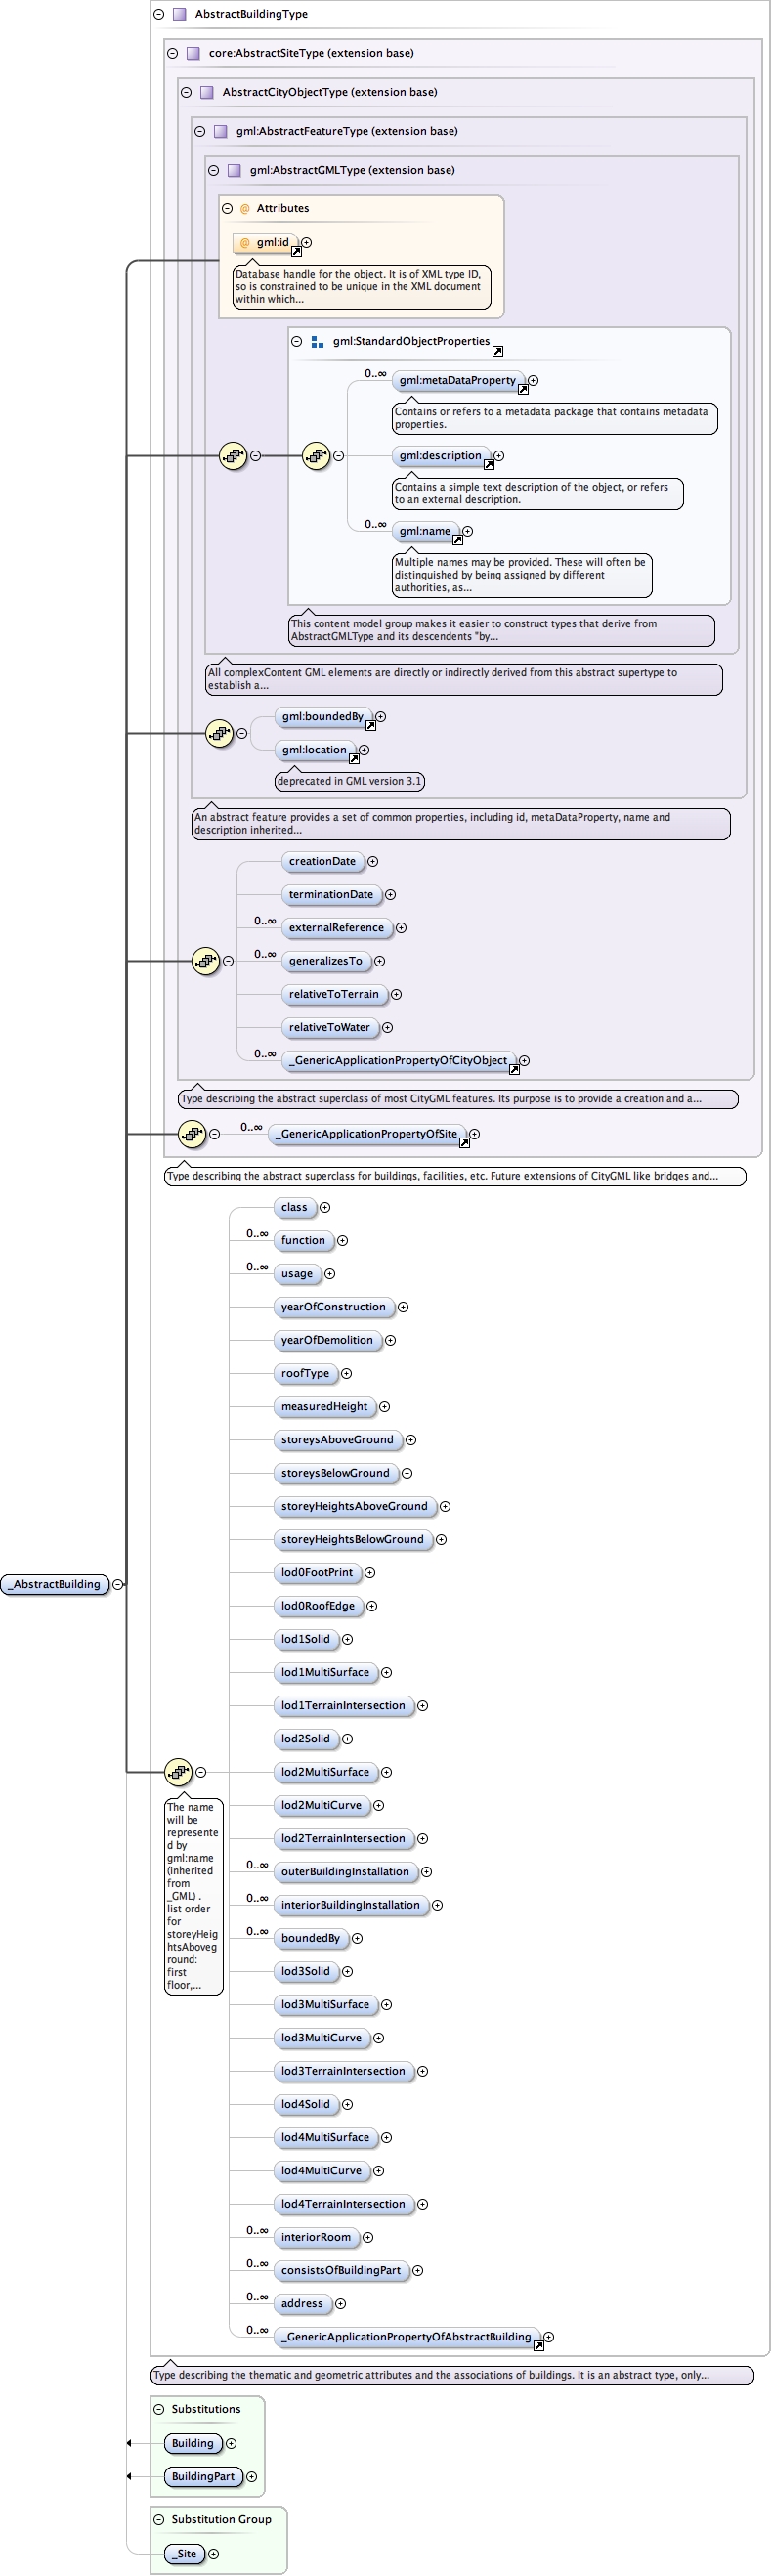 AbstractBuildingType
core:AbstractSiteType (extension base)
AbstractCityObjectType (extension base)
gml:AbstractFeatureType (extension base)
gml:AbstractGMLType (extension base)
@ Attributes
@ gml:id
Database handle for the object. It is of XML type ID,
so is constrained to be unique in the XML document
within which...
gml:StandardObjectProperties
0..∞
gml:metaDataProperty
Contains or refers to a metadata package that contains metadata
properties.
gml:description
Contains a simple text description of the object, or refers
to an external description.
0..∞
gml:name
Multiple names may be provided. These will often be
distinguished by being assigned by different
authorities, as...
This content model group makes it easier to construct types that derive from
AbstractGMLType and its descendents "by...
All complexContent GML elements are directly or indirectly derived from this abstract supertype to
establish a...
gml:boundedBy
gml:location
deprecated in GML version 3.1
An abstract feature provides a set of common properties, including id, metaDataProperty, name and
description inherited...
creationDate
terminationDate
0..∞ externalReference
0..∞ generalizesTo
relativeToTerrain
relativeToWater
0..∞ _GenericApplicationPropertyOfCityObject
Type describing the abstract superclass of most CityGML features. Its purpose is to provide a creation and a...
0..∞ _GenericApplicationPropertyOfSite
Type describing the abstract superclass for buildings, facilities, etc. Future extensions of CityGML like bridges and...
class
0..∞ function
0..∞ usage
yearOfConstruction
yearOfDemolition
roofType
measuredHeight
storeysAboveGround
storeysBelowGround
storeyHeightsAboveGround
storeyHeightsBelowGround
lod0FootPrint
_AbstractBuilding
lod0RoofEdge
lod1Solid
lod1MultiSurface
lod1TerrainIntersection
lod2Solid
lod2MultiSurface
The name
will be
represente
d by
gml:name
(inherited
from
_GML) .
list order
for
storeyHei
ghtsAboveg
round:
first
floor,...
lod2MultiCurve
lod2TerrainIntersection
0..∞ outerBuildingInstallation
0..∞ interiorBuildingInstallation
0..∞ boundedBy
lod3Solid
lod3MultiSurface
lod3MultiCurve
lod3TerrainIntersection
lod4Solid
lod4MultiSurface
lod4MultiCurve
lod4TerrainIntersection
0..∞ interiorRoom
0..∞ consistsOfBuildingPart
0..∞ address
0..∞ _GenericApplicationPropertyOfAbstractBuilding
Type describing the thematic and geometric attributes and the associations of buildings. It is an abstract type, only...
Substitutions
Building
BuildingPart
Substitution Group
_Site